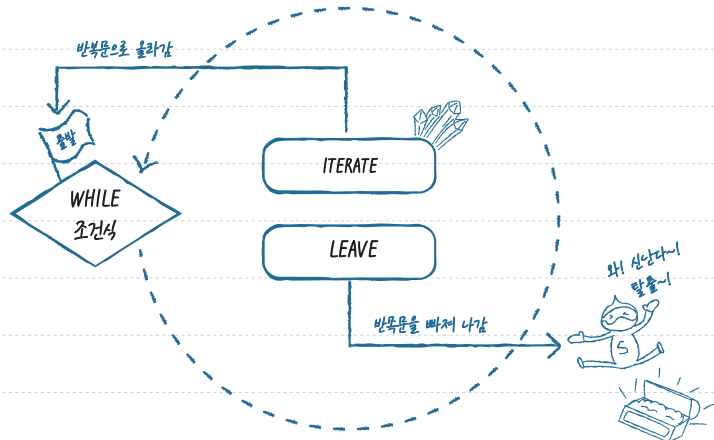 반복문으로 올라감
출발
WHILE
조건식
ITERATE
LEAVE
반복문을 빠져 나감
와! 신난다~!
탈출~!
S